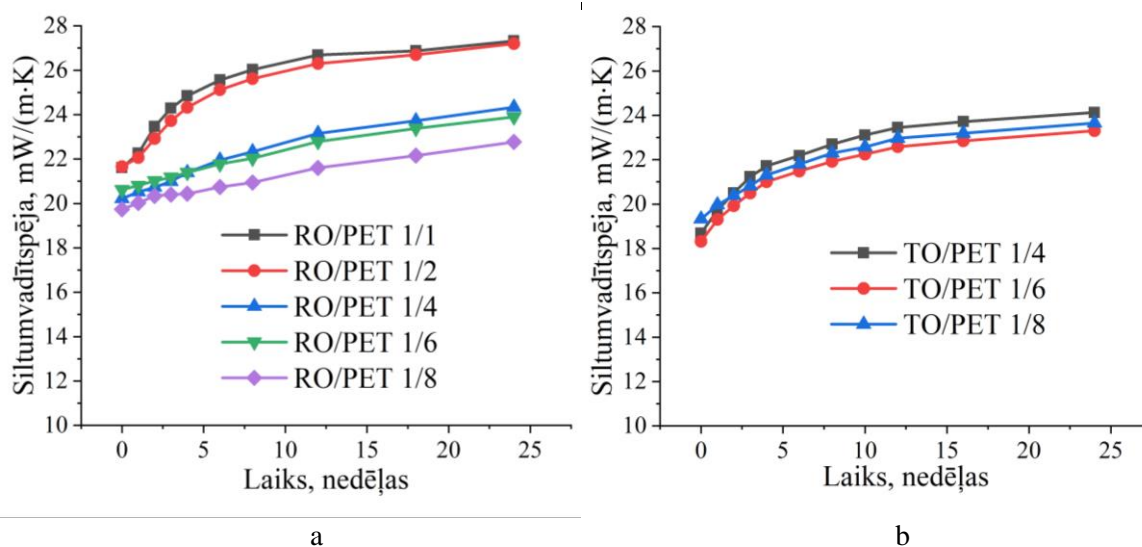 28
26
24
22
20
18
16
14
12
10
Siltumvadītspēja, mW/(m·K)
RO/PET 1/1
RO/PET 1/2
RO/PET 1/4
RO/PET 1/6
RO/PET 1/8
0 5 10 15 20 25
Laiks, nedēļas
a
28
26
24
22
20
18
16
14
12
10
Siltumvadītspēja, mW/(m·K)
TO/PET 1/4
TO/PET 1/6
TO/PET 1/8
0 5 10 15 20 25
Laiks, nedēļas
b